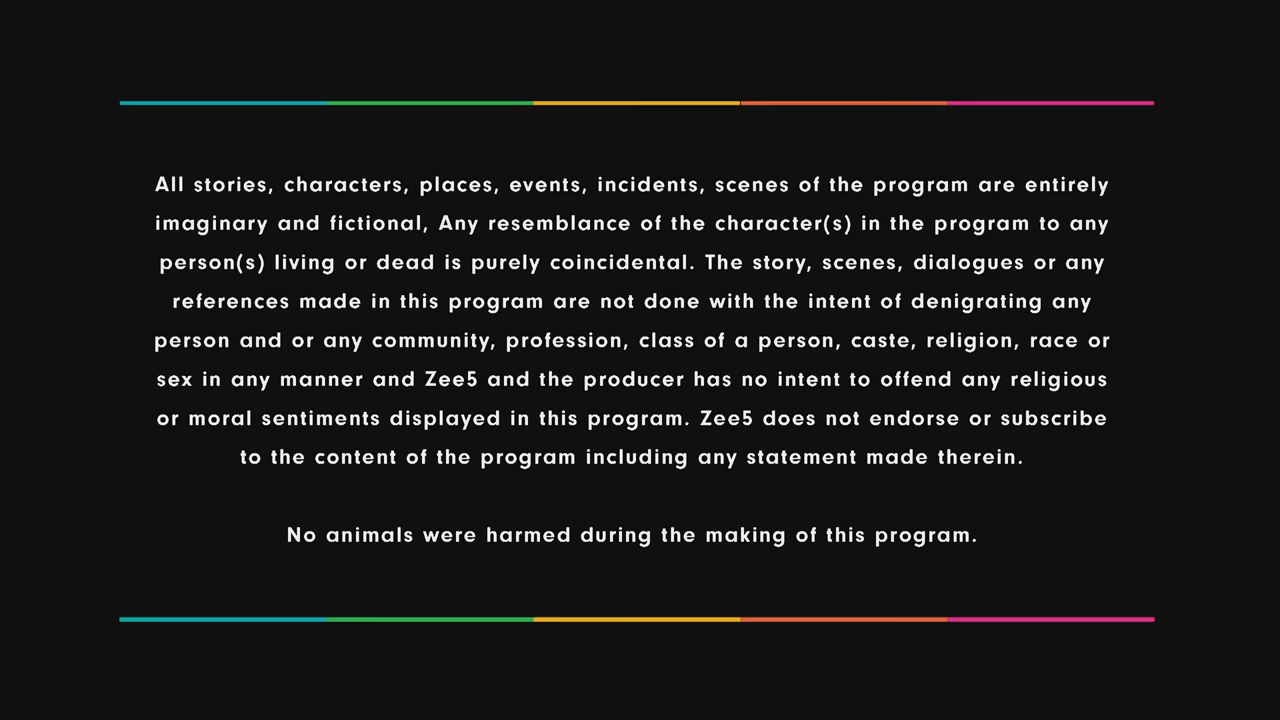 All stories, characters, places, events, incidents, scenes of the program are entirely
imaginary and fictional, Any resemblance of the character(s) in the program to any
person(s) living or dead is purely coincidental. The story, scenes, dialogues or any
references made in this program are not done with the intent of denigrating any
person and or any community, profession, class of a person, caste, religion, race or
sex in any manner and Zee5 and the producer has no intent to offend any religious
or moral sentiments displayed in this program. Zee5 does not endorse or subscribe
to the content of the program including any statement made therein.
No animals were harmed during the making of this program.